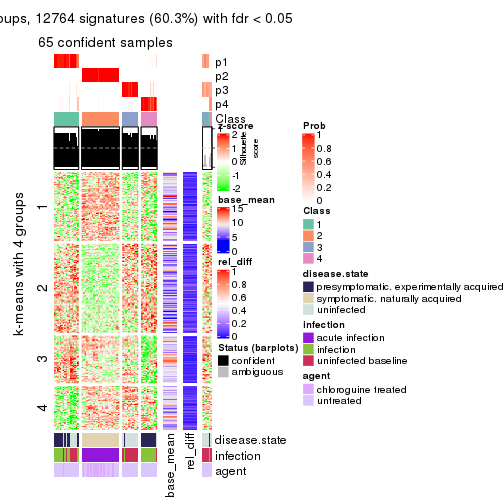 oups, 12764 signatures (60.3%) with fdr < 0.05
65 confident samples
p1
p2
p3
p4
Class
z-score
2
1
0
-1
-2
Silhouette
score
base_mean
15
10
5
0
rel_diff
1
0.8
0.6
0.4
0.2
0
Status (barplots)
confident
ambiguous
Prob
1
0.8
0.6
0.4
0.2
0
Class
1
2
3
4
disease.state
presymptomatic, experimentally acquired
symptomatic, naturally acquired
uninfected
infection
acute infection
infection
uninfected baseline
agent
chloroquine treated
untreated
k-means with 4 groups
1
2
3
4
disease.state
infection
agent
base_mean
rel_diff